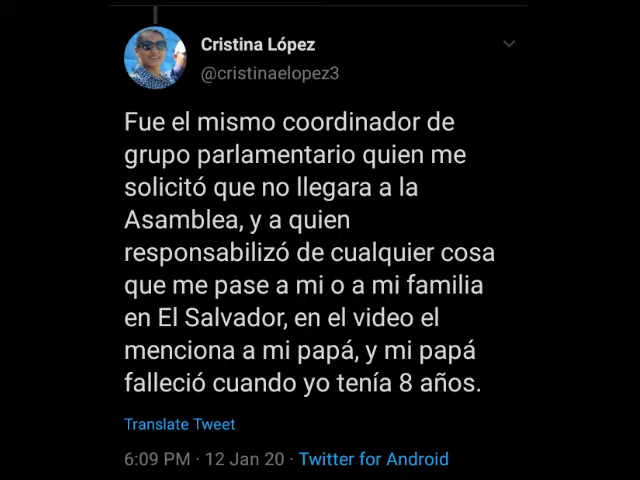 Cristina López
@cristinaelopez3
Fue el mismo coordinador de
grupo parlamentario quien me
solicitó que no llegara a la
Asamblea, y a quien
responsabilizó de cualquier cosa
que me pase a mi o a mi familia
en El Salvador, en el video el
menciona a mi papá, y mi papá
falleció cuando yo tenía 8 años.
Translate Tweet
6:09 PM · 12 Jan 20 · Twitter for Android